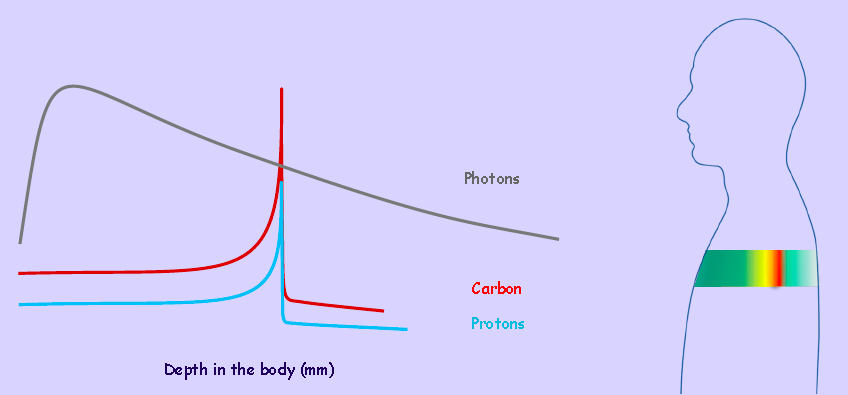 Photons
Carbon
Protons
Depth in the body (mm)